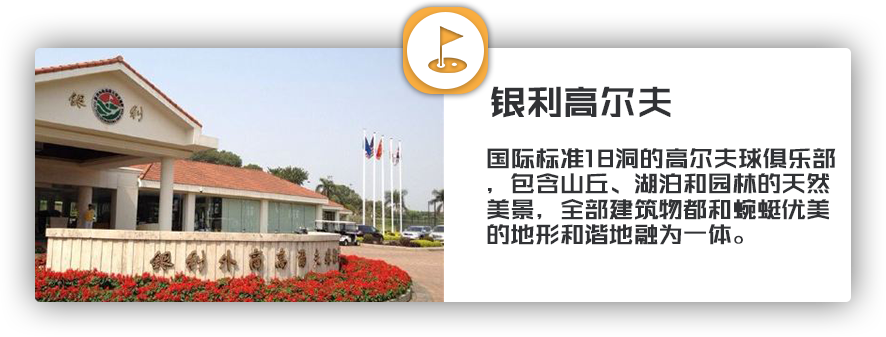 银利
银利高尔夫
国际标准18洞的高尔夫球俱乐部
，包含山丘、湖泊和园林的天然
美景，全部建筑物都和蜿蜒优美
的地形和谐地融为一体。
银利外商高尔夫